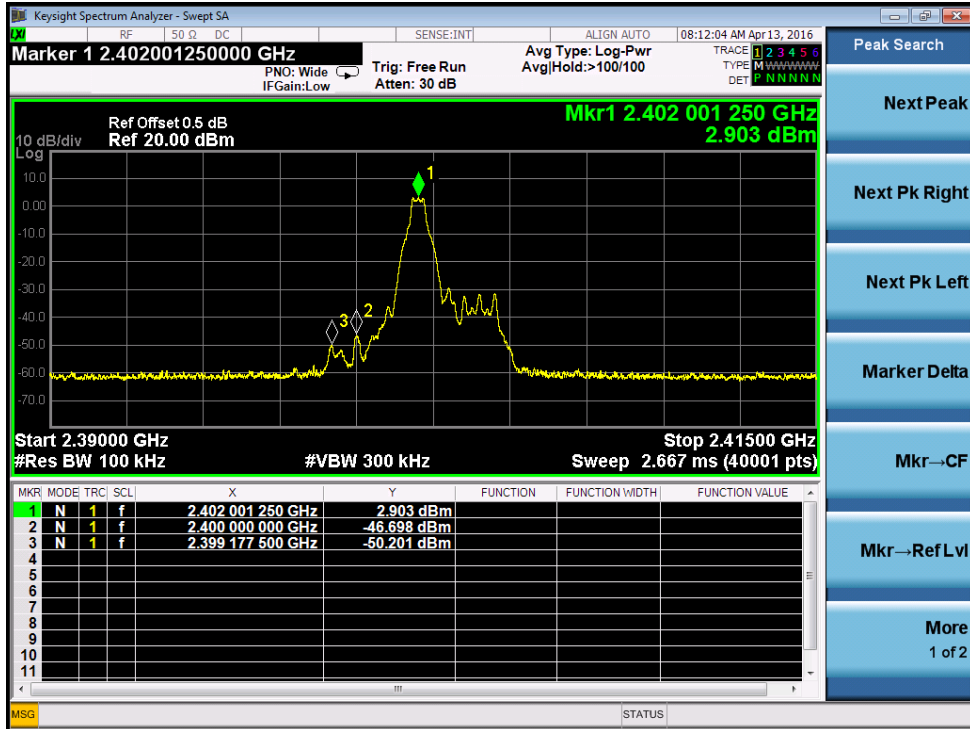 Keysight Spectrum Analyzer - Swept SA
LXI RF 50 Ω DC SENSE:INT ALIGN AUTO 08:12:04 AM Apr 13, 2016
Marker 1 2.402001250000 GHz
PNO: Wide
IFGain:Low
Trig: Free Run
Atten: 30 dB
Avg Type: Log-Pwr
Avg|Hold:>100/100
TRACE 1 2 3 4 5 6
TYPE M WWWWW
DET P N N N N N
Peak Search
Next Peak
Next Pk Right
Next Pk Left
Marker Delta
Mkr→CF
Mkr→Ref Lvl
More
1 of 2
Mkr1 2.402 001 250 GHz
2.903 dBm
Ref Offset 0.5 dB
10 dB/div Ref 20.00 dBm
Log
10.0
0.00
-10.0
-20.0
-30.0
-40.0
-50.0
-60.0
-70.0
1
2
3
Start 2.39000 GHz Stop 2.41500 GHz
#Res BW 100 kHz #VBW 300 kHz Sweep 2.667 ms (40001 pts)
MKR MODE TRC SCL X Y FUNCTION FUNCTION WIDTH FUNCTION VALUE
1 N 1 f 2.402 001 250 GHz 2.903 dBm
2 N 1 f 2.400 000 000 GHz -46.698 dBm
3 N 1 f 2.399 177 500 GHz -50.201 dBm
4
5
6
7
8
9
10
11
MSG STATUS